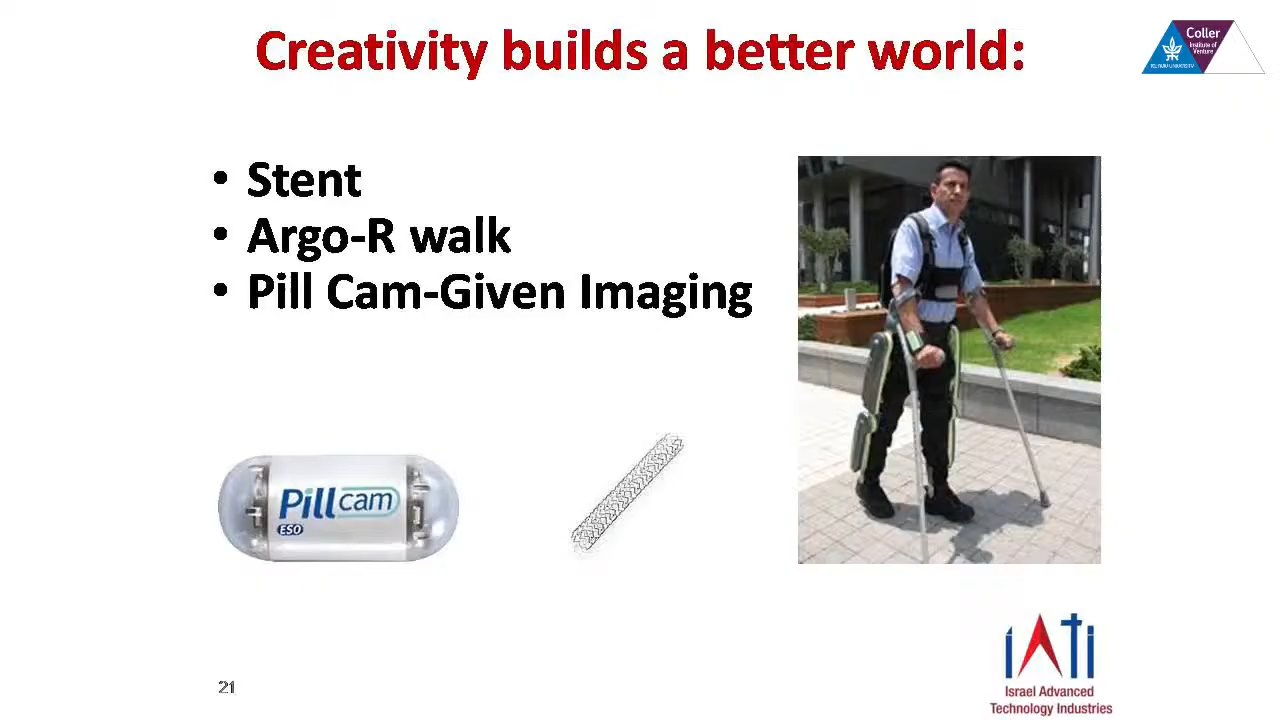 Creativity builds a better world:
Coller
Institute of
Venture
TEL AVIV UNIVERSITY
• Stent
• Argo-R walk
• Pill Cam-Given Imaging
Pillcam
ESO
iATi
Israel Advanced
Technology Industries
21